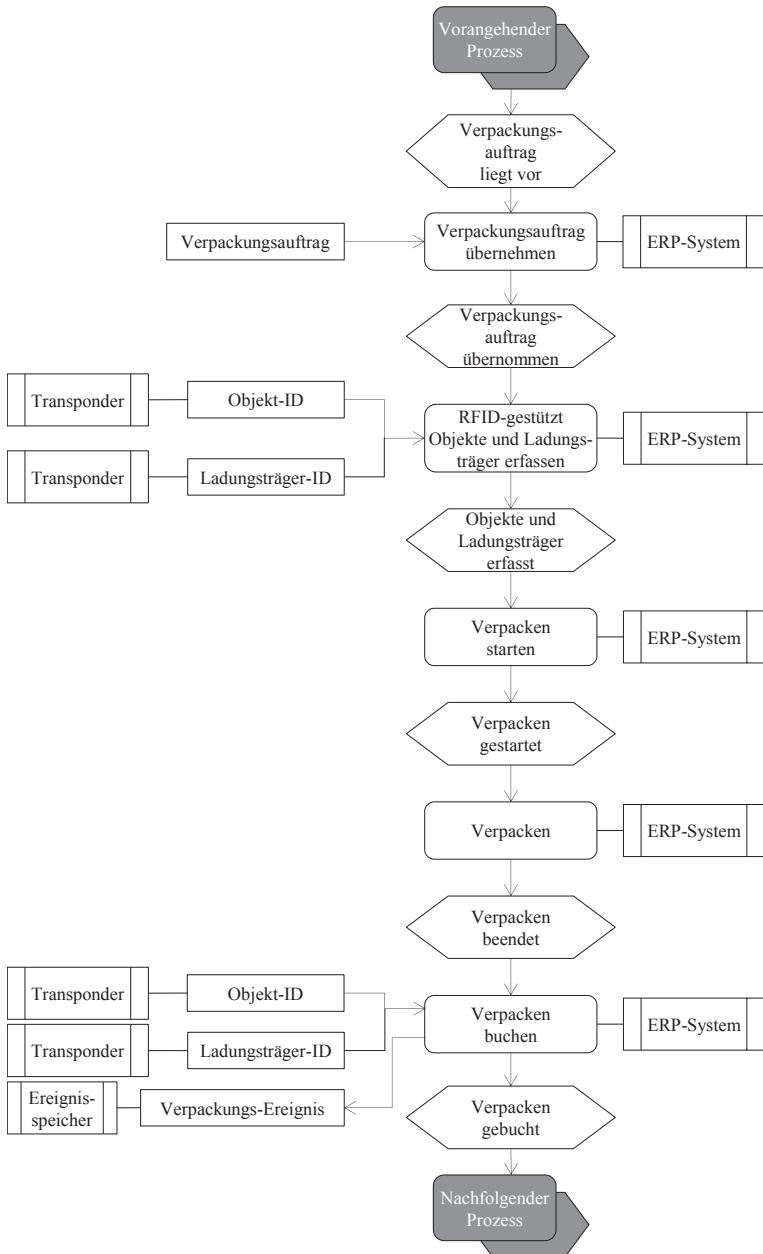 Vorangehender
Prozess
Verpackungs-
auftrag
liegt vor
Verpackungsauftrag
Verpackungsauftrag
übernehmen
ERP-System
Verpackungs-
auftrag
übernommen
Transponder
Objekt-ID
Transponder
Ladungsträger-ID
RFID-gestützt
Objekte und Ladungs-
träger erfassen
ERP-System
Objekte und
Ladungsträger
erfasst
Verpacken
starten
ERP-System
Verpacken
gestartet
Verpacken
ERP-System
Verpacken
beendet
Transponder
Objekt-ID
Transponder
Ladungsträger-ID
Verpacken
buchen
ERP-System
Ereignis-
speicher
Verpackungs-Ereignis
Verpacken
gebucht
Nachfolgender
Prozess